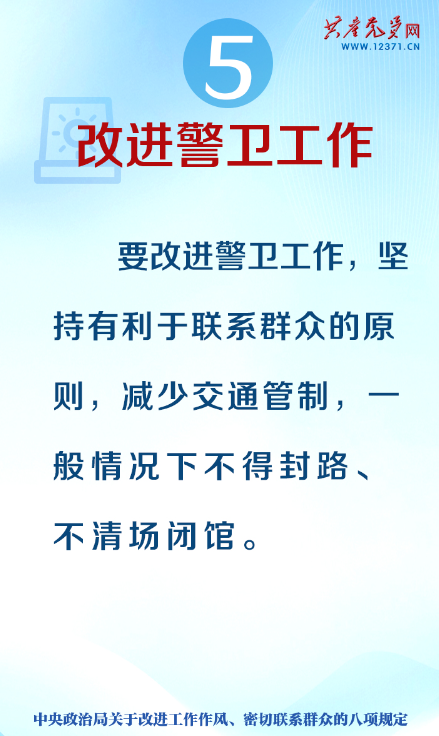 共产党员网
WWW.12371.CN
5
改进警卫工作
要改进警卫工作，坚
持有利于联系群众的原
则，减少交通管制，一
般情况下不得封路、
不清场闭馆。
中央政治局关于改进工作作风、密切联系群众的八项规定